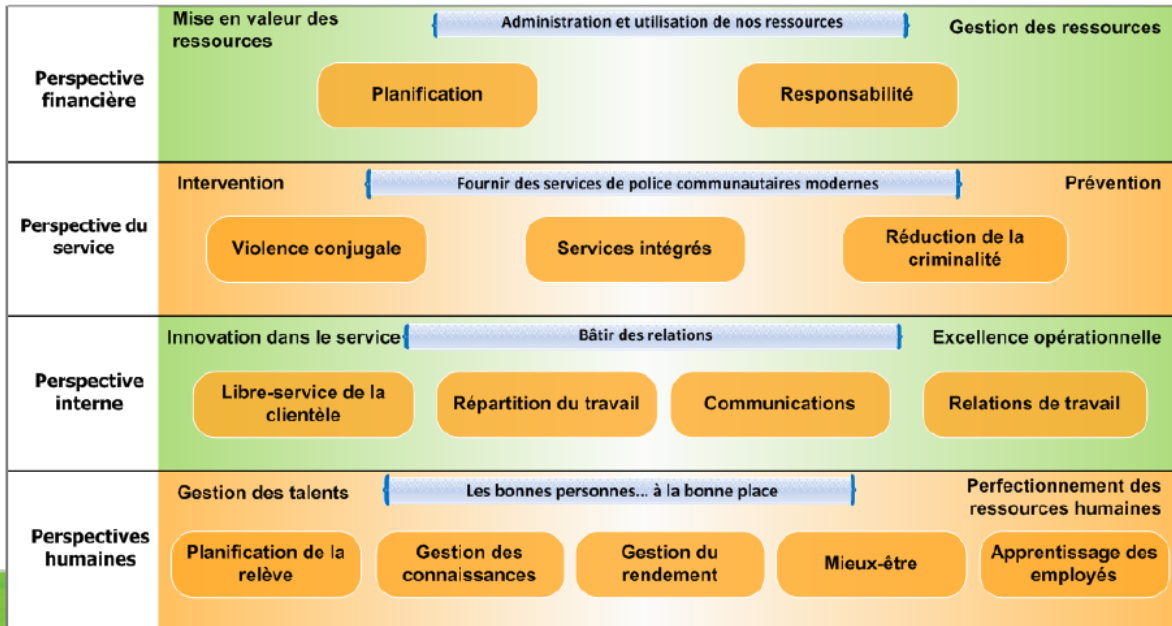 Mise en valeur des
ressources
Administration et utilisation de nos ressources
Gestion des ressources
Perspective
financière
Planification
Responsabilité
Intervention
Fournir des services de police communautaires modernes
Prévention
Perspective du
service
Violence conjugale
Services intégrés
Réduction de la
criminalité
Innovation dans le service
Bâtir des relations
Excellence opérationnelle
Perspective
interne
Libre-service de la
clientèle
Répartition du travail
Communications
Relations de travail
Gestion des talents
Les bonnes personnes... à la bonne place
Perfectionnement des
ressources humaines
Perspectives
humaines
Planification de la
relève
Gestion des
connaissances
Gestion du
rendement
Mieux-être
Apprentissage des
employés